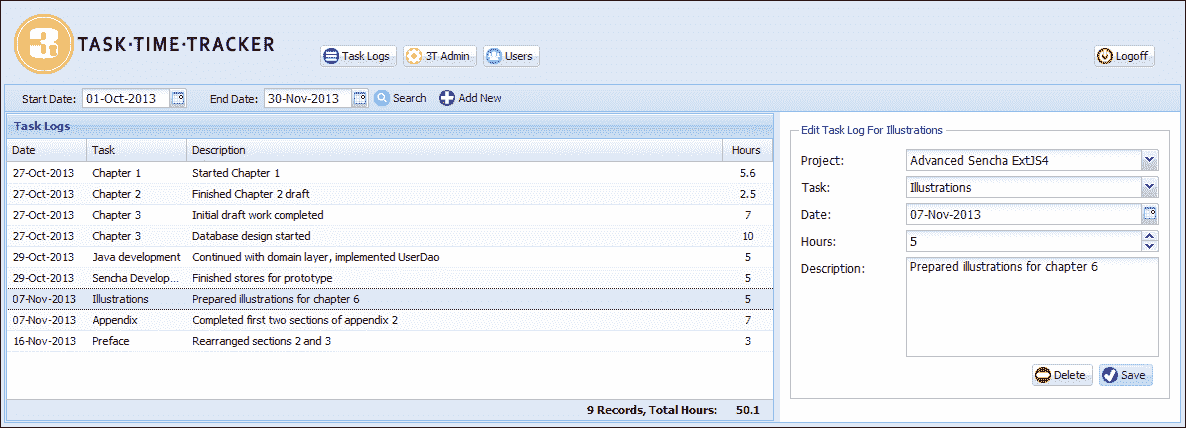 3 TASK·TIME·TRACKER Task Logs 3T Admin Users Logoff
Start Date: 01-Oct-2013 End Date: 30-Nov-2013 Search Add New
Task Logs
Date Task Description Hours
27-Oct-2013 Chapter 1 Started Chapter 1 5.6
27-Oct-2013 Chapter 2 Finished Chapter 2 draft 2.5
27-Oct-2013 Chapter 3 Initial draft work completed 7
27-Oct-2013 Chapter 3 Database design started 10
29-Oct-2013 Java development Continued with domain layer, implemented UserDao 5
29-Oct-2013 Sencha Develop... Finished stores for prototype 5
07-Nov-2013 Illustrations Prepared illustrations for chapter 6 5
07-Nov-2013 Appendix Completed first two sections of appendix 2 7
16-Nov-2013 Preface Rearranged sections 2 and 3 3
9 Records, Total Hours: 50.1
Edit Task Log For Illustrations
Project: Advanced Sencha ExtJS4
Task: Illustrations
Date: 07-Nov-2013
Hours: 5
Description: Prepared illustrations for chapter 6
Delete Save